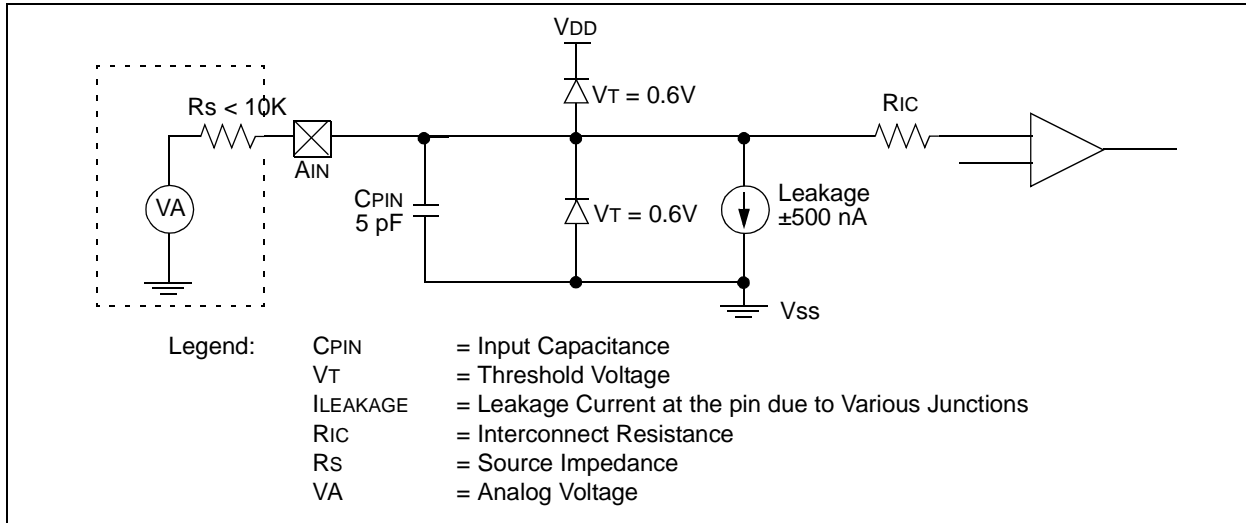 VDD
VT = 0.6V
RS < 10K
RIC
AIN
VA
CPIN
5 pF
VT = 0.6V
Leakage
±500 nA
Vss
Legend: CPIN = Input Capacitance
VT = Threshold Voltage
ILEAKAGE = Leakage Current at the pin due to Various Junctions
RIC = Interconnect Resistance
RS = Source Impedance
VA = Analog Voltage